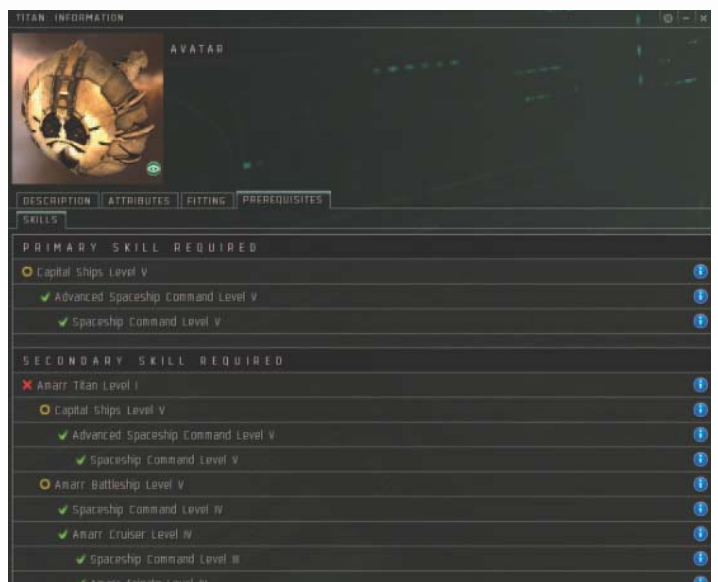 TITAN INFORMATION
AVATAR
DESCRIPTION ATTRIBUTES FITTING PREREQUISITES
SKILLS
PRIMARY SKILL REQUIRED
Capital Ships Level V
Advanced Spaceship Command Level V
Spaceship Command Level V
SECONDARY SKILL REQUIRED
Amarr Titan Level I
Capital Ships Level V
Advanced Spaceship Command Level V
Spaceship Command Level V
Amarr Battleship Level V
Spaceship Command Level IV
Amarr Cruiser Level IV
Spaceship Command Level III